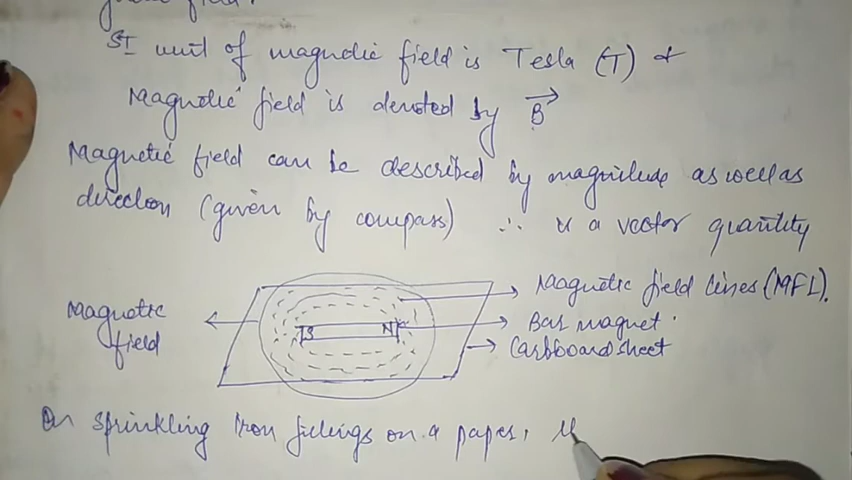 SI unit of magnetic field is Tesla (T) &
Magnetic field is denoted by B
Magnetic field can be described by magnitude as well as
direction (given by compass) ∴ is a vector quantity
Magnetic field lines (MFL).
Magnetic
field
S N
Bar magnet
Cardboard sheet
On sprinkling Iron fillings on a paper,